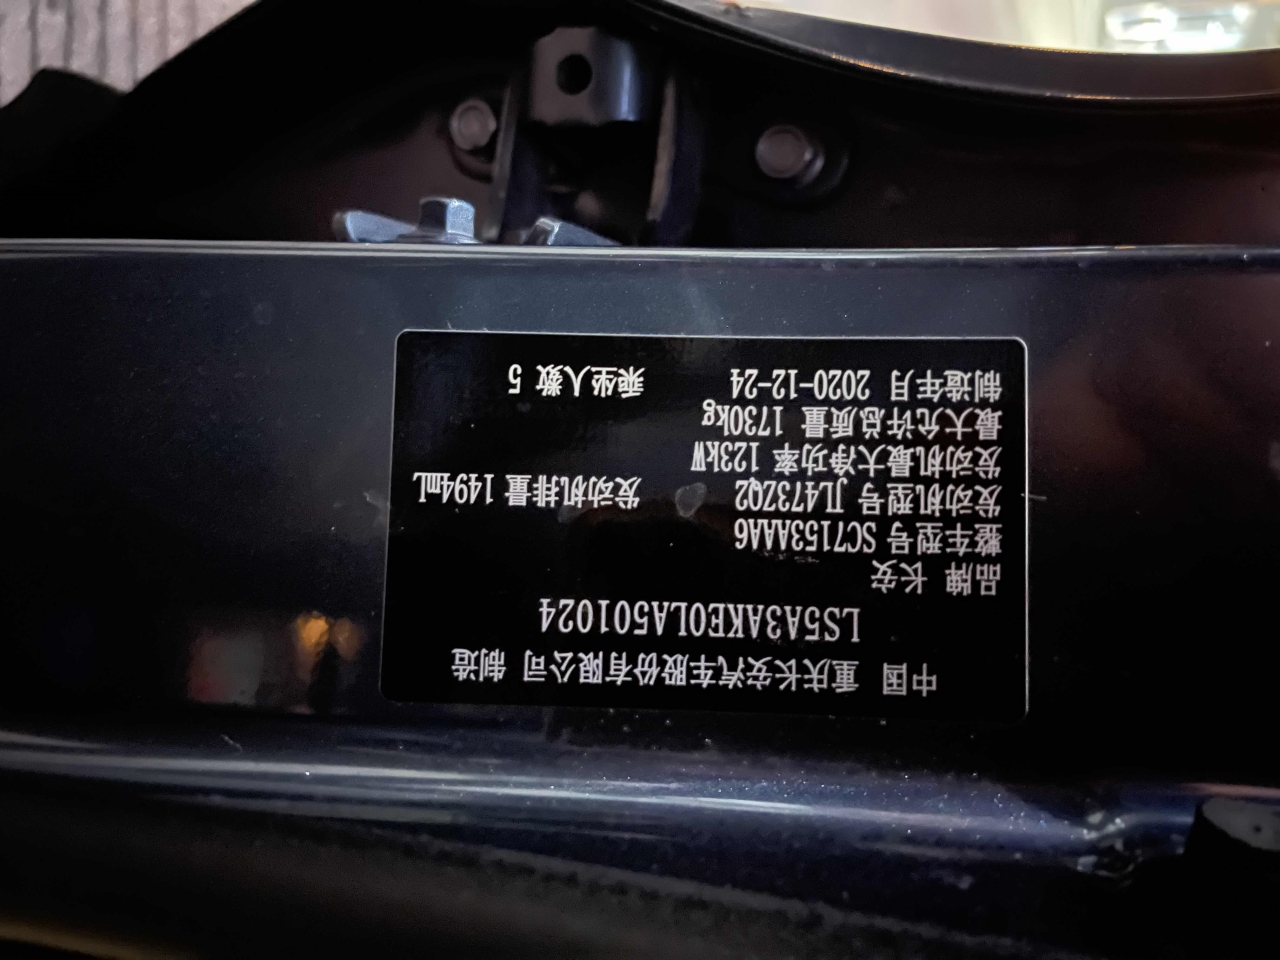 中国 重庆长安汽车股份有限公司 制造
LS5A3AKE0LA501024
品牌 长安
整车型号 SC7153AAA6
发动机型号 JL473ZQ2 发动机排量 1494mL
发动机最大净功率 123kW
最大允许总质量 1730kg
制造年月 2020-12-24 乘坐人数 5